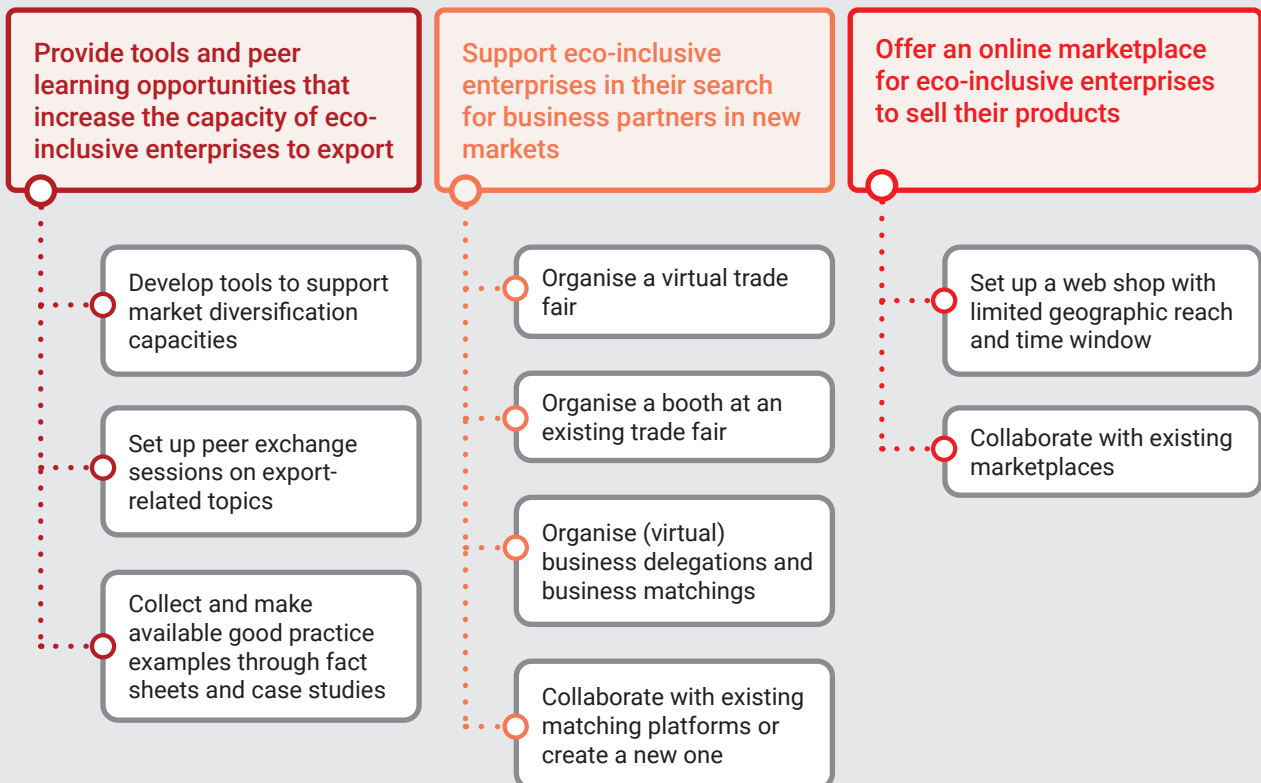 Provide tools and peer
learning opportunities that
increase the capacity of eco-
inclusive enterprises to export
Develop tools to support
market diversification
capacities
Set up peer exchange
sessions on export-
related topics
Collect and make
available good practice
examples through fact
sheets and case studies
Support eco-inclusive
enterprises in their search
for business partners in new
markets
Organise a virtual trade
fair
Organise a booth at an
existing trade fair
Organise (virtual)
business delegations and
business matchings
Collaborate with existing
matching platforms or
create a new one
Offer an online marketplace
for eco-inclusive enterprises
to sell their products
Set up a web shop with
limited geographic reach
and time window
Collaborate with existing
marketplaces